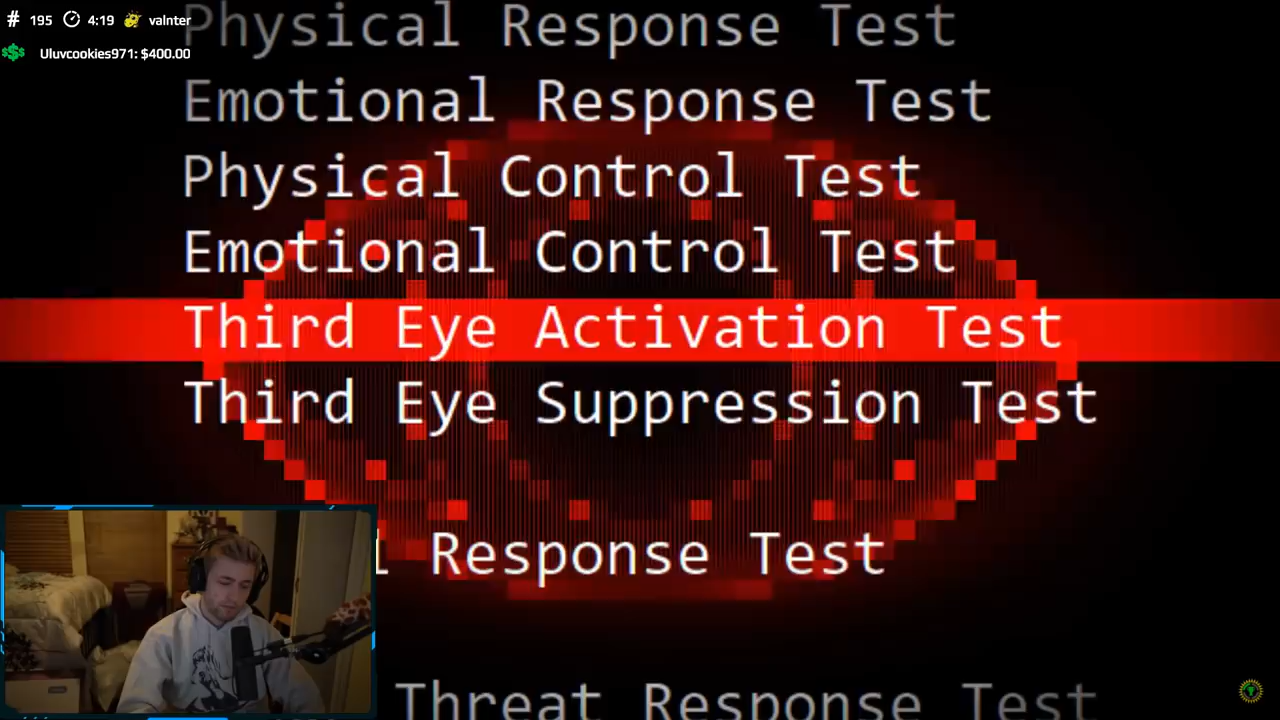 # 195 4:19 valnter
Uluvcookies971: $400.00
Physical Response Test
Emotional Response Test
Physical Control Test
Emotional Control Test
Third Eye Activation Test
Third Eye Suppression Test
Response Test
Threat Response Test